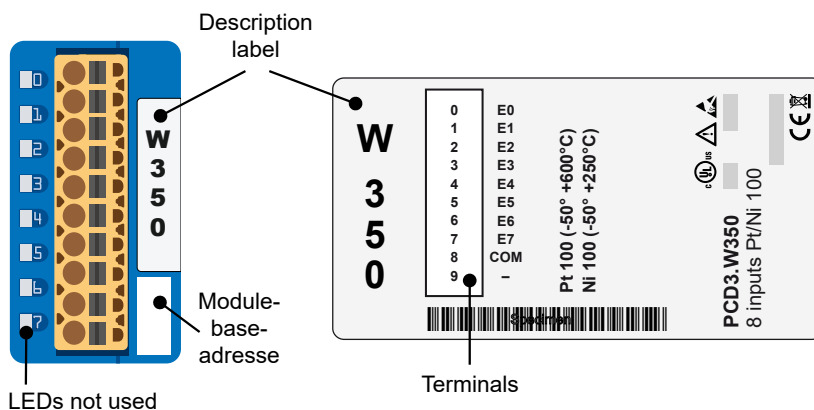 Description
label
0
1
2
3
4
5
6
7
W
3
5
0
Module-
base-
adresse
LEDs not used
W
3
5
0
0 E0
1 E1
2 E2
3 E3
4 E4
5 E5
6 E6
7 E7
8 COM
9 –
Pt 100 (-50° +600°C)
Ni 100 (-50° +250°C)
Specimen
Terminals
c UL us
CE
PCD3.W350
8 inputs Pt/Ni 100